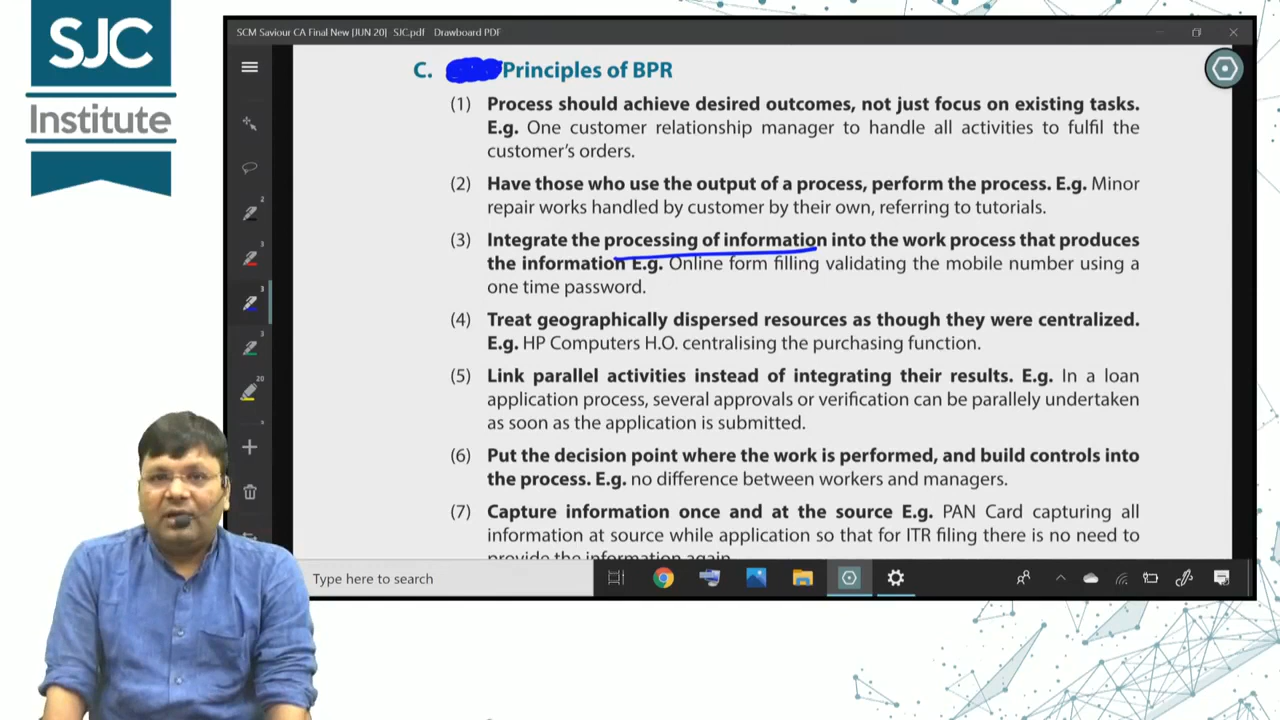 SJC
Institute
SCM Saviour CA Final New [JUN 20] SJC.pdf Drawboard PDF
C. Principles of BPR
(1) Process should achieve desired outcomes, not just focus on existing tasks.
E.g. One customer relationship manager to handle all activities to fulfil the
customer's orders.
(2) Have those who use the output of a process, perform the process. E.g. Minor
repair works handled by customer by their own, referring to tutorials.
(3) Integrate the processing of information into the work process that produces
the information E.g. Online form filling validating the mobile number using a
one time password.
(4) Treat geographically dispersed resources as though they were centralized.
E.g. HP Computers H.O. centralising the purchasing function.
(5) Link parallel activities instead of integrating their results. E.g. In a loan
application process, several approvals or verification can be parallely undertaken
as soon as the application is submitted.
(6) Put the decision point where the work is performed, and build controls into
the process. E.g. no difference between workers and managers.
(7) Capture information once and at the source E.g. PAN Card capturing all
information at source while application so that for ITR filing there is no need to
provide the information again.
2
3
3
3
20
Type here to search